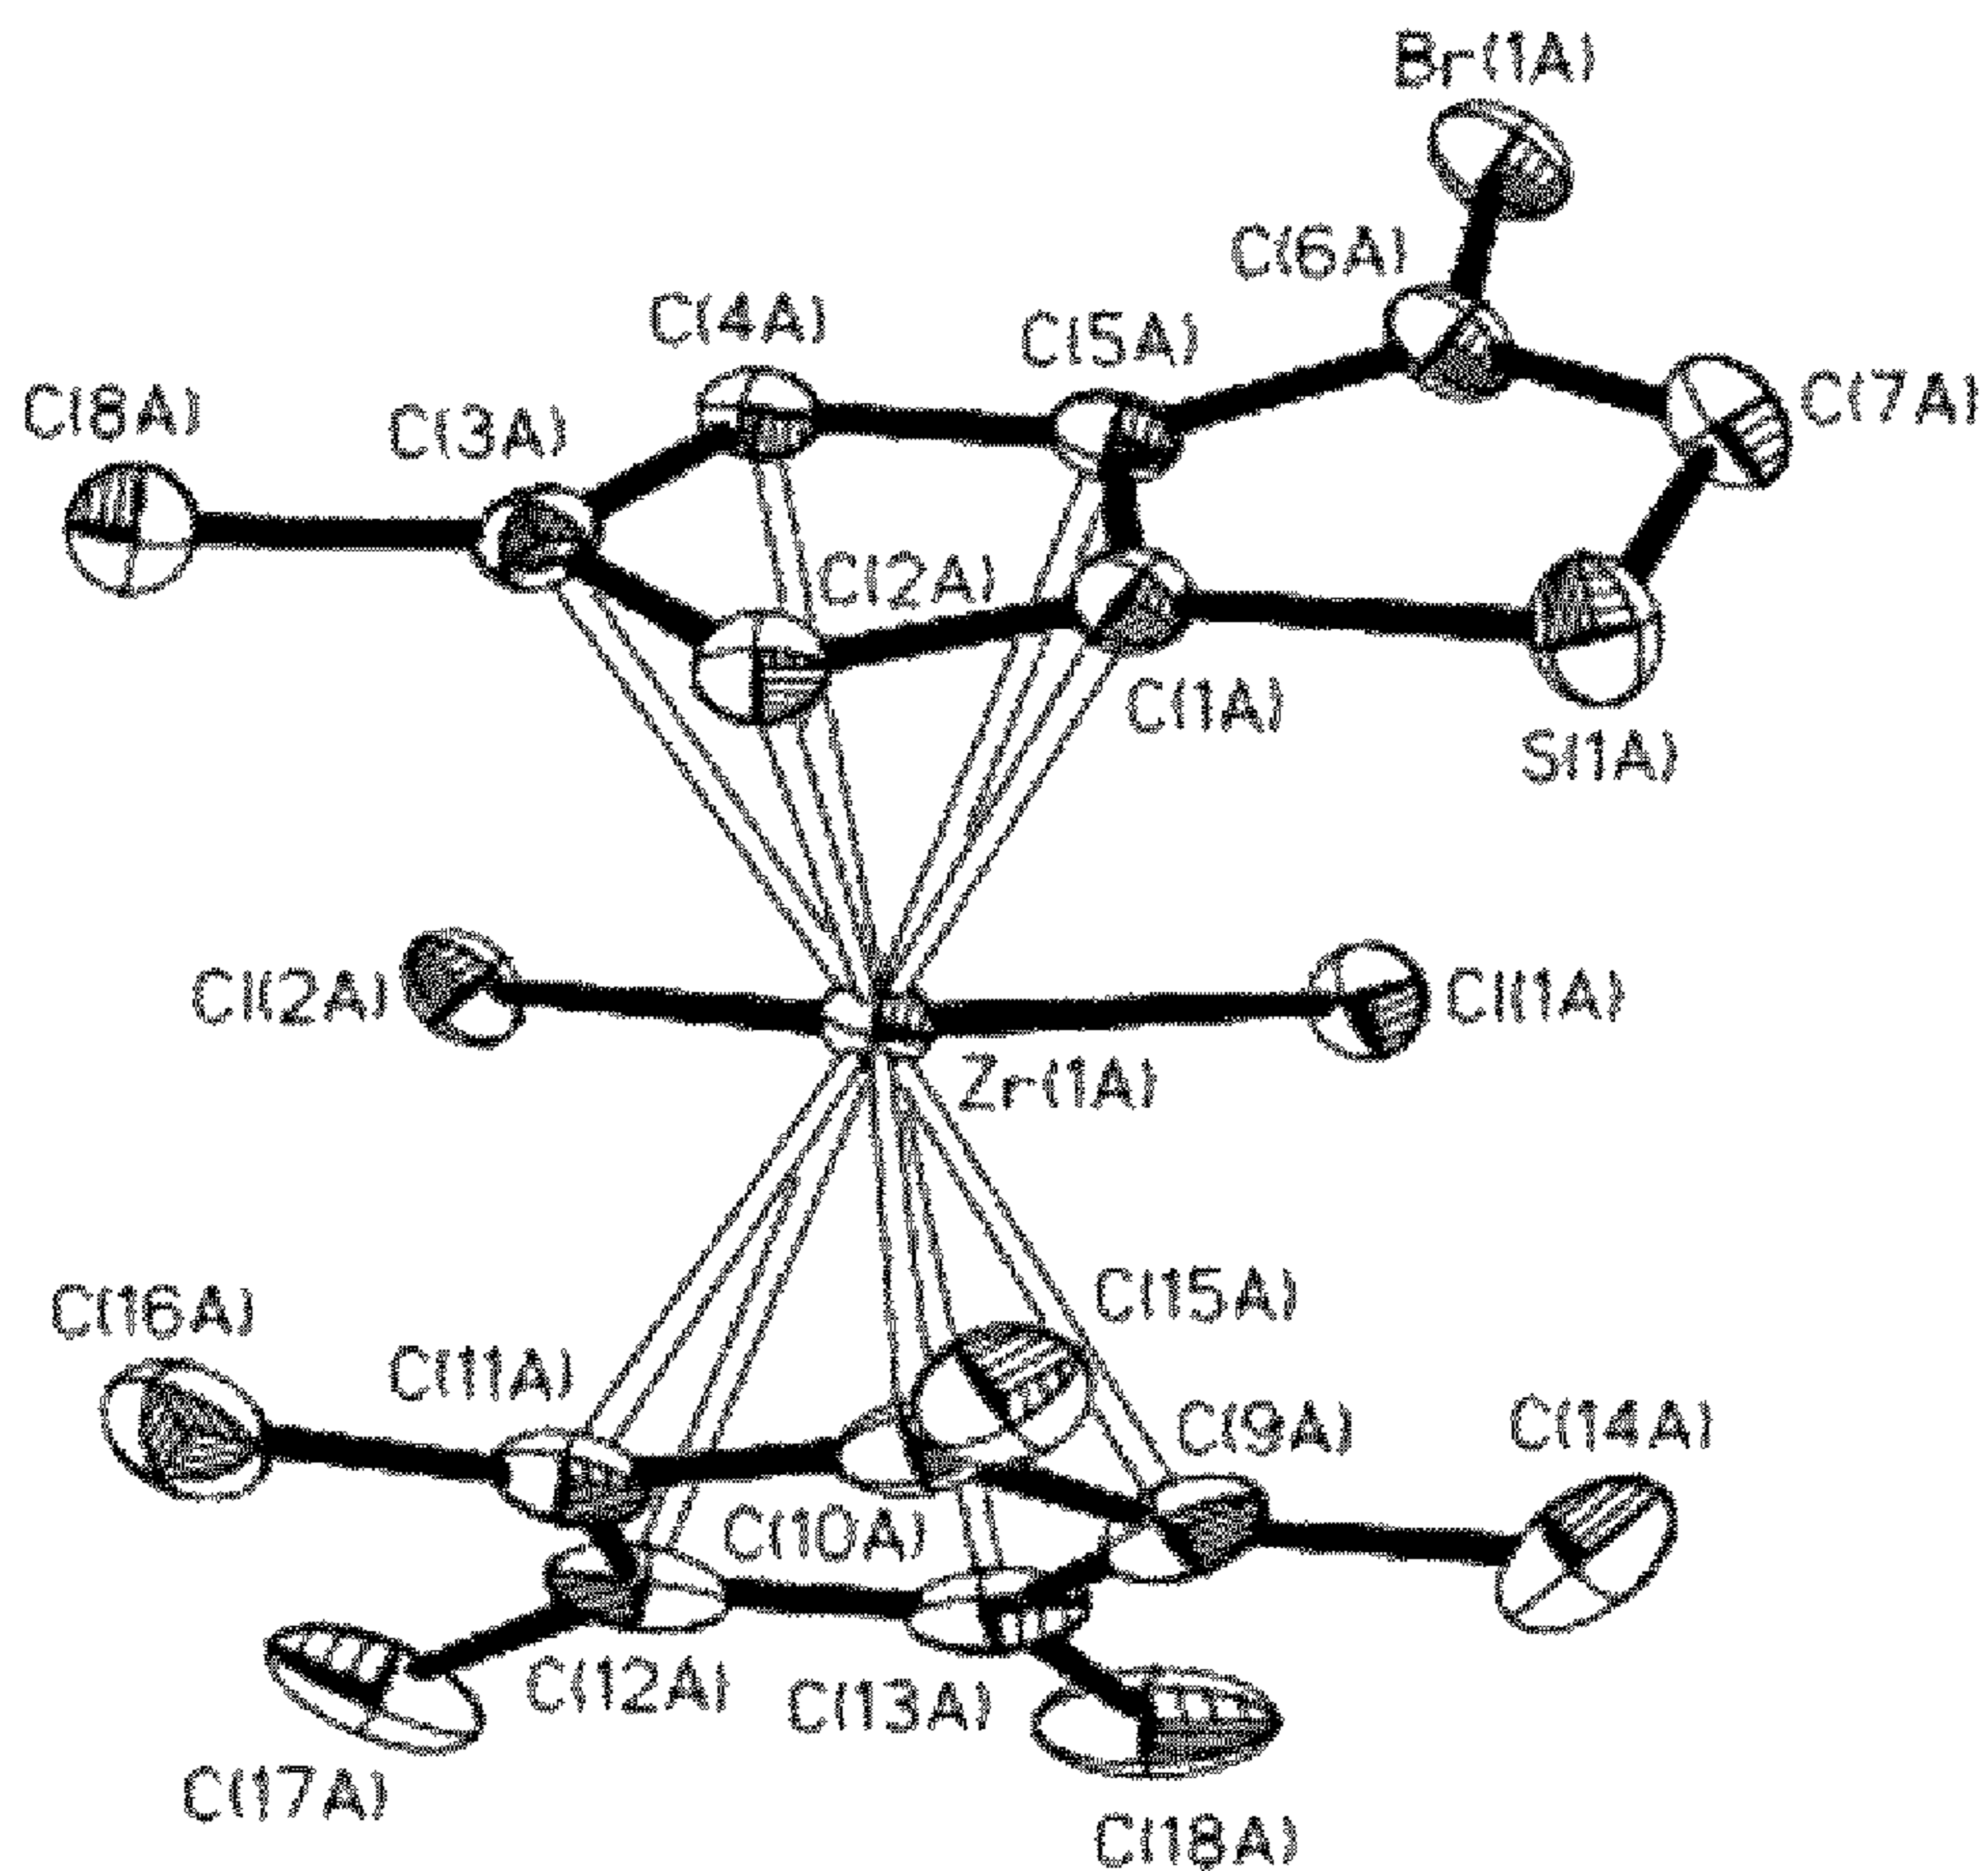 Br(1A)
C(6A)
C(4A)
C(5A)
C(8A)
C(3A)
C(7A)
C(2A)
C(1A)
S(1A)
Cl(2A)
Cl(1A)
Zr(1A)
C(15A)
C(16A)
C(11A)
C(9A)
C(14A)
C(10A)
C(12A)
C(13A)
C(17A)
C(18A)